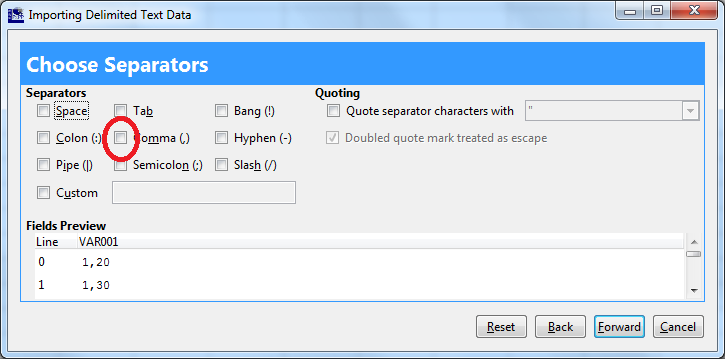 Importing Delimited Text Data
Choose Separators
Separators
Quoting
Space
Tab
Bang (!)
Quote separator characters with
"
Colon (:)
Comma (,)
Hyphen (-)
Doubled quote mark treated as escape
Pipe (|)
Semicolon (;)
Slash (/)
Custom
Fields Preview
Line VAR001
0 1,20
1 1,30
Reset
Back
Forward
Cancel